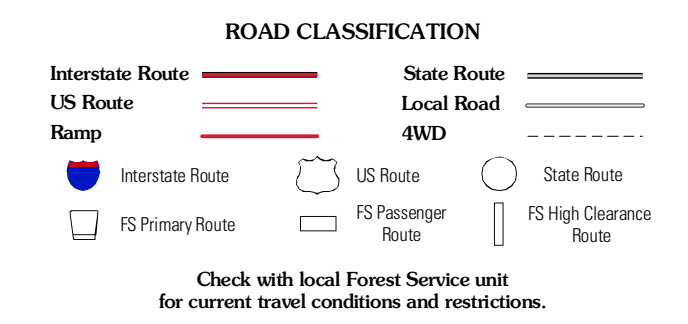 ROAD CLASSIFICATION
Interstate Route
State Route
US Route
Local Road
Ramp
4WD
Interstate Route
US Route
State Route
FS Primary Route
FS Passenger
Route
FS High Clearance
Route
Check with local Forest Service unit
for current travel conditions and restrictions.